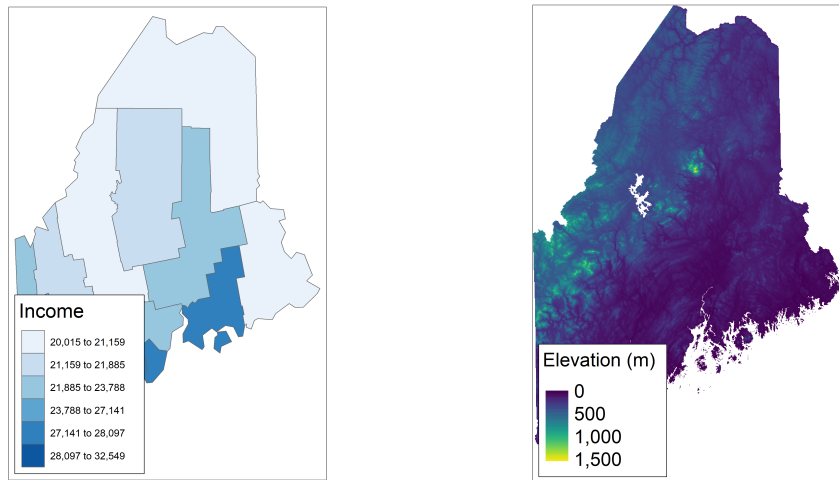 Income
20,015 to 21,159
21,159 to 21,885
21,885 to 23,788
23,788 to 27,141
27,141 to 28,097
28,097 to 32,549
Elevation (m)
0
500
1,000
1,500